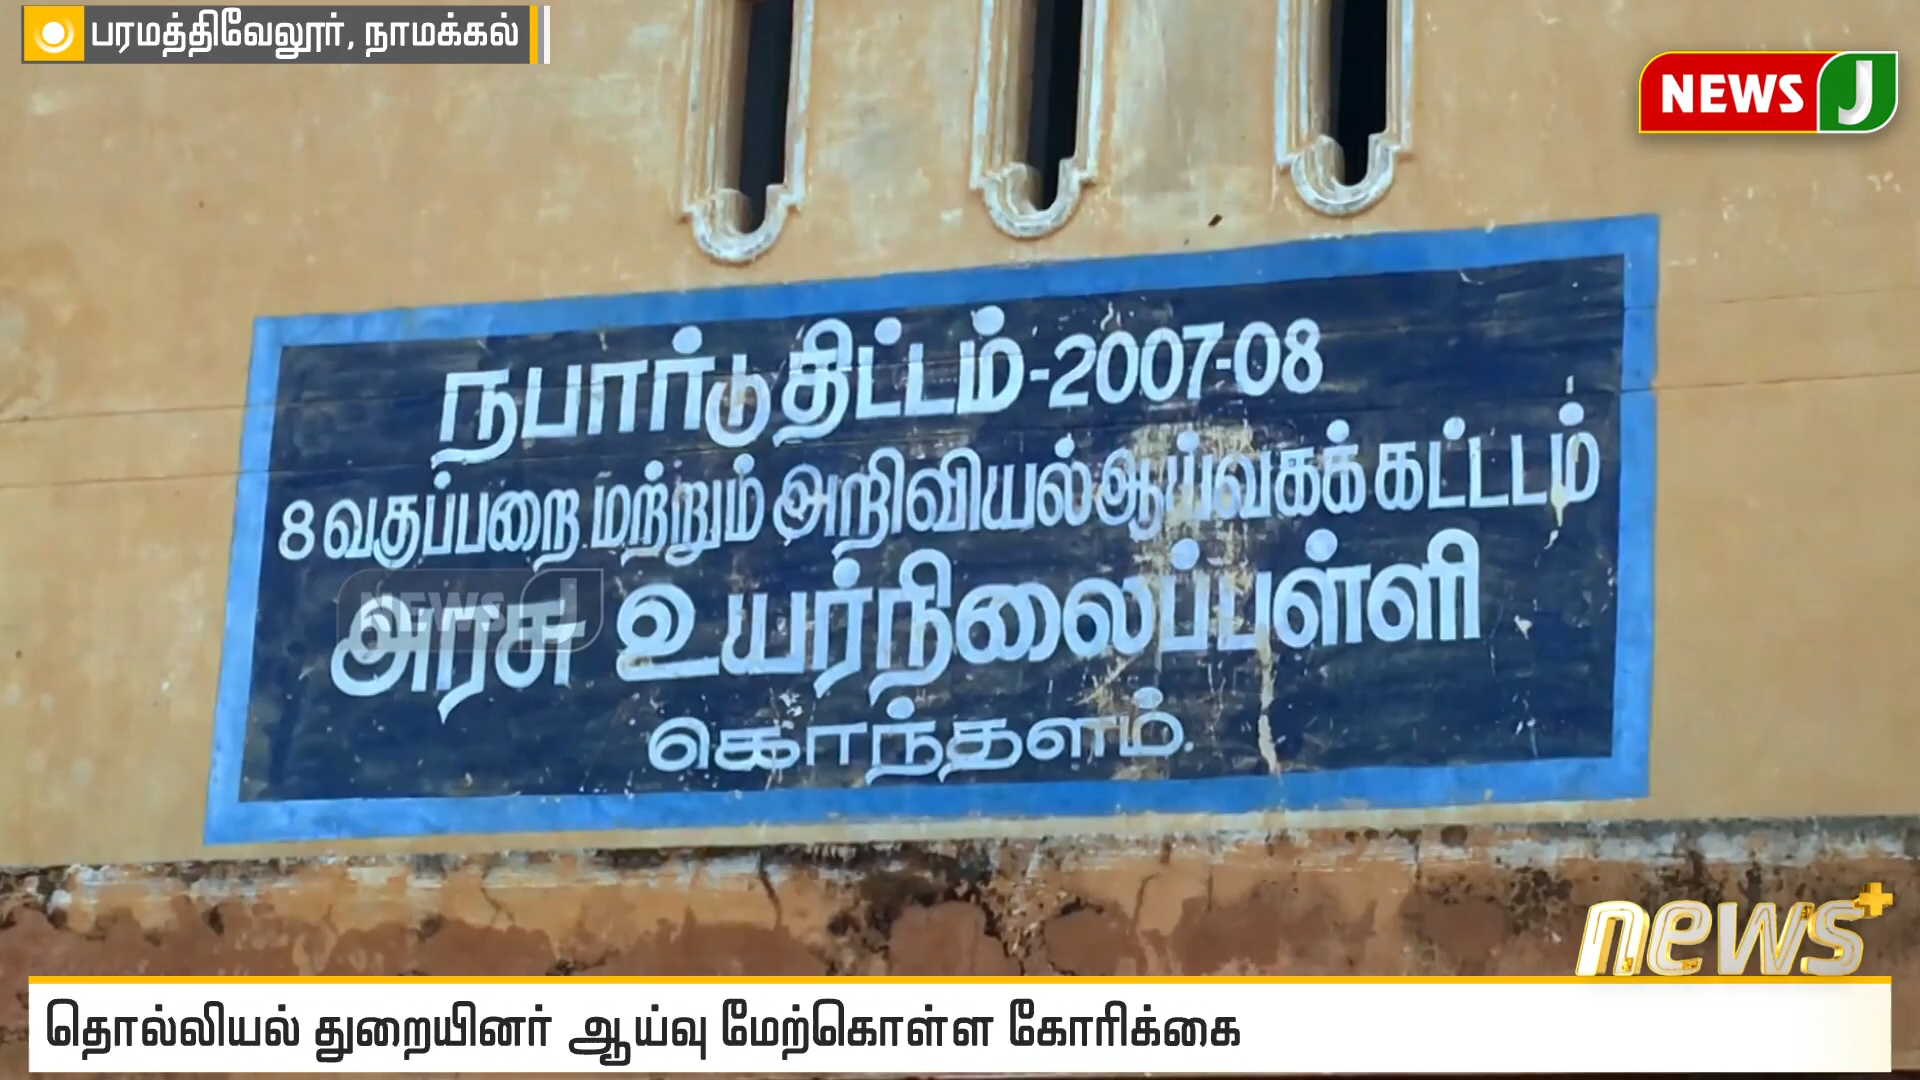 பரமத்திவேலூர், நாமக்கல்
NEWS J
நபார்டு திட்டம் - 2007-08
8 வகுப்பறை மற்றும் அறிவியல் ஆய்வகக் கட்டடம்
NEWS J
அரசு உயர்நிலைப்பள்ளி
கொந்தளம்.
news+
தொல்லியல் துறையினர் ஆய்வு மேற்கொள்ள கோரிக்கை